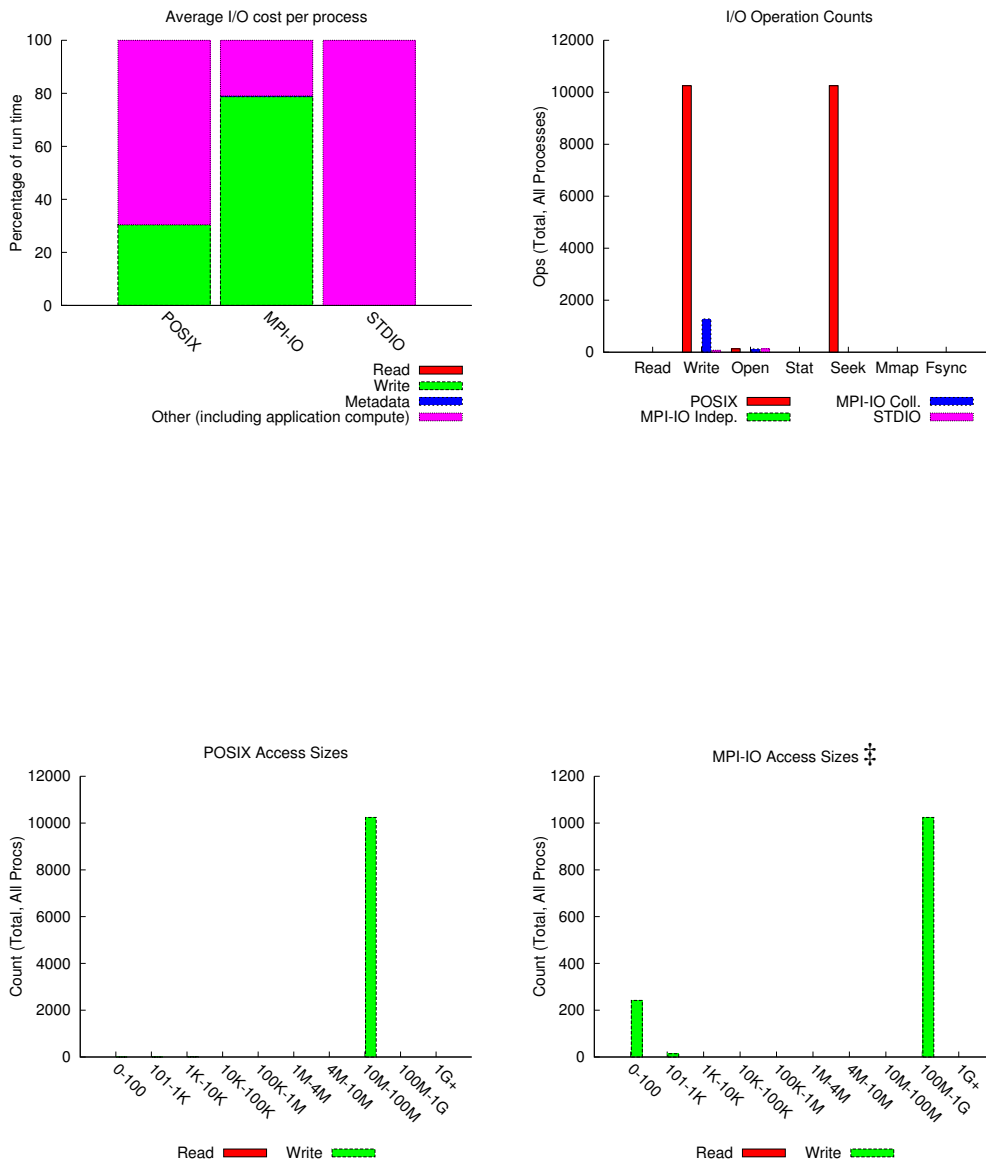 Average I/O cost per process
100
80
60
40
20
0
Percentage of run time
POSIX
MPI-IO
STDIO
Read
Write
Metadata
Other (including application compute)
I/O Operation Counts
12000
10000
8000
6000
4000
2000
0
Ops (Total, All Processes)
Read Write Open Stat Seek Mmap Fsync
POSIX
MPI-IO Indep.
MPI-IO Coll.
STDIO
POSIX Access Sizes
12000
10000
8000
6000
4000
2000
0
Count (Total, All Procs)
0-100
101-1K
1K-10K
10K-100K
100K-1M
1M-4M
4M-10M
10M-100M
100M-1G
1G+
Read Write
MPI-IO Access Sizes ‡
1200
1000
800
600
400
200
0
Count (Total, All Procs)
0-100
101-1K
1K-10K
10K-100K
100K-1M
1M-4M
4M-10M
10M-100M
100M-1G
1G+
Read Write